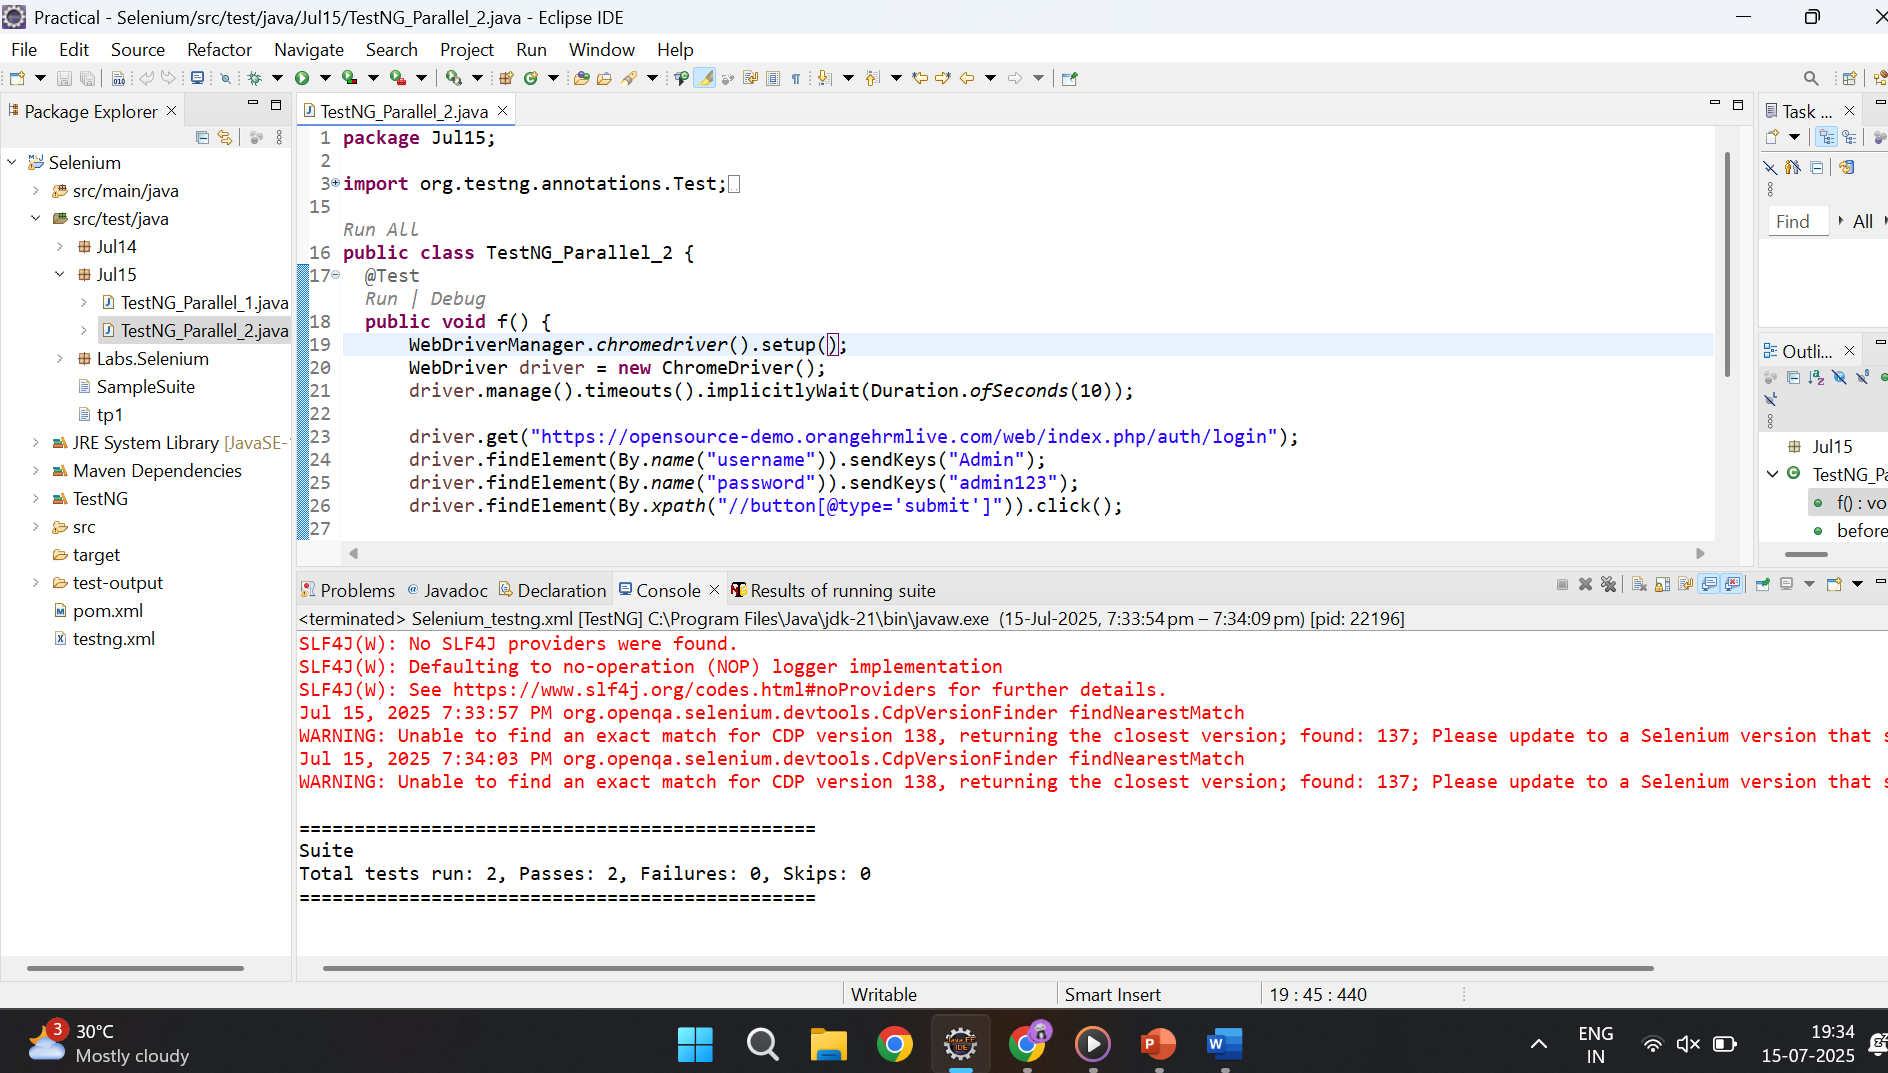 Practical - Selenium/src/test/java/Jul15/TestNG_Parallel_2.java - Eclipse IDE
File Edit Source Refactor Navigate Search Project Run Window Help
Package Explorer
Selenium
src/main/java
src/test/java
Jul14
Jul15
TestNG_Parallel_1.java
TestNG_Parallel_2.java
Labs.Selenium
SampleSuite
tp1
JRE System Library [JavaSE-
Maven Dependencies
TestNG
src
target
test-output
pom.xml
testng.xml
TestNG_Parallel_2.java
1 package Jul15;
2
3 import org.testng.annotations.Test;
15
Run All
16 public class TestNG_Parallel_2 {
17 @Test
Run | Debug
18 public void f() {
19 WebDriverManager.chromedriver().setup();
20 WebDriver driver = new ChromeDriver();
21 driver.manage().timeouts().implicitlyWait(Duration.ofSeconds(10));
22
23 driver.get("https://opensource-demo.orangehrmlive.com/web/index.php/auth/login");
24 driver.findElement(By.name("username")).sendKeys("Admin");
25 driver.findElement(By.name("password")).sendKeys("admin123");
26 driver.findElement(By.xpath("//button[@type='submit']")).click();
27
Task ...
Find All
Outli...
Jul15
TestNG_Pa
f() : vo
before
Problems Javadoc Declaration Console Results of running suite
<terminated> Selenium_testng.xml [TestNG] C:\Program Files\Java\jdk-21\bin\javaw.exe (15-Jul-2025, 7:33:54 pm – 7:34:09 pm) [pid: 22196]
SLF4J(W): No SLF4J providers were found.
SLF4J(W): Defaulting to no-operation (NOP) logger implementation
SLF4J(W): See https://www.slf4j.org/codes.html#noProviders for further details.
Jul 15, 2025 7:33:57 PM org.openqa.selenium.devtools.CdpVersionFinder findNearestMatch
WARNING: Unable to find an exact match for CDP version 138, returning the closest version; found: 137; Please update to a Selenium version that s
Jul 15, 2025 7:34:03 PM org.openqa.selenium.devtools.CdpVersionFinder findNearestMatch
WARNING: Unable to find an exact match for CDP version 138, returning the closest version; found: 137; Please update to a Selenium version that s
===============================================
Suite
Total tests run: 2, Passes: 2, Failures: 0, Skips: 0
===============================================
Writable Smart Insert 19 : 45 : 440
3
30°C
Mostly cloudy
ENG
IN
19:34
15-07-2025